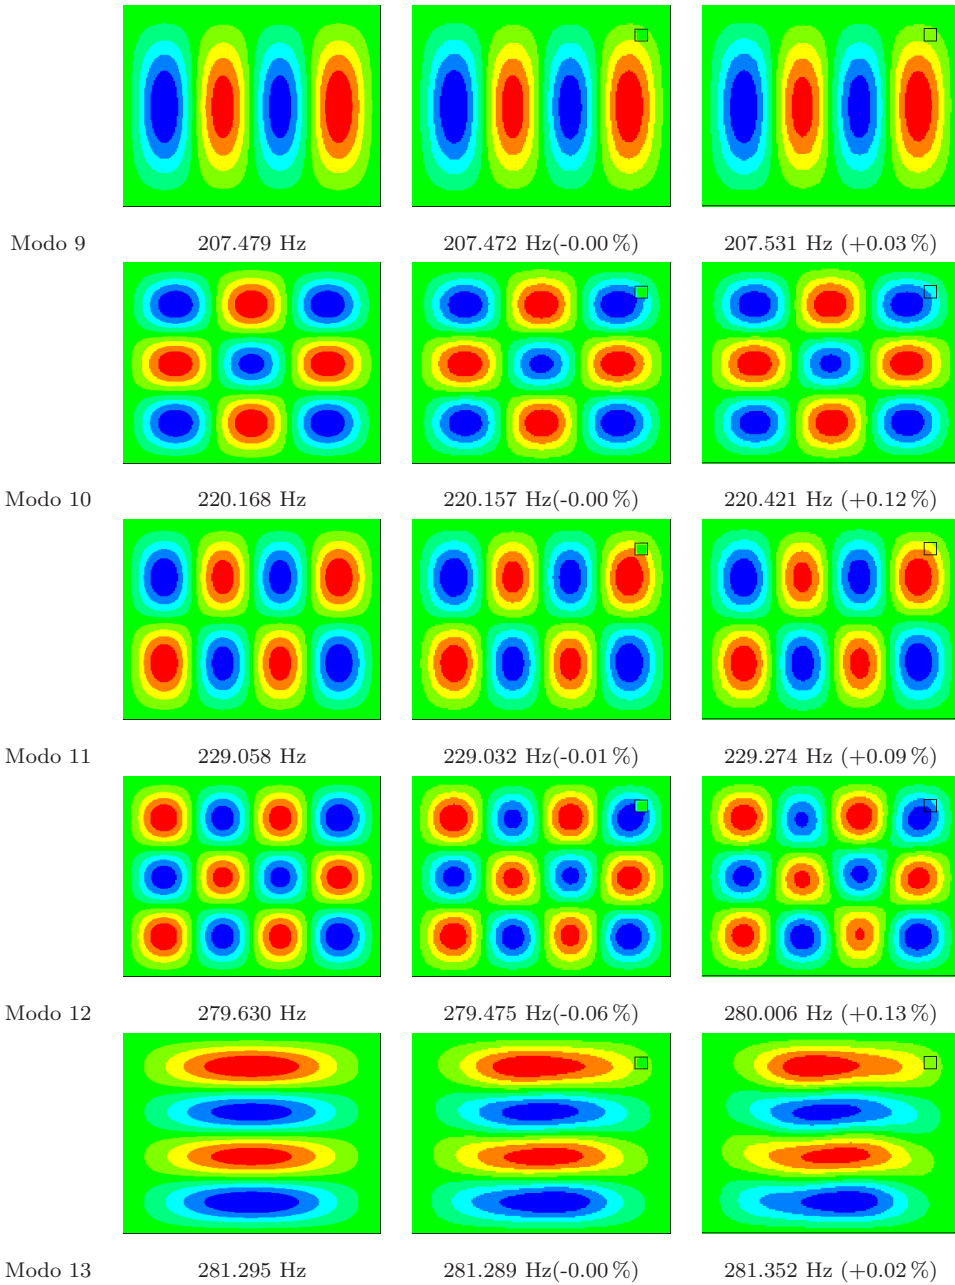 Modo 9 207.479 Hz 207.472 Hz(-0.00 %) 207.531 Hz (+0.03 %)
Modo 10 220.168 Hz 220.157 Hz(-0.00 %) 220.421 Hz (+0.12 %)
Modo 11 229.058 Hz 229.032 Hz(-0.01 %) 229.274 Hz (+0.09 %)
Modo 12 279.630 Hz 279.475 Hz(-0.06 %) 280.006 Hz (+0.13 %)
Modo 13 281.295 Hz 281.289 Hz(-0.00 %) 281.352 Hz (+0.02 %)